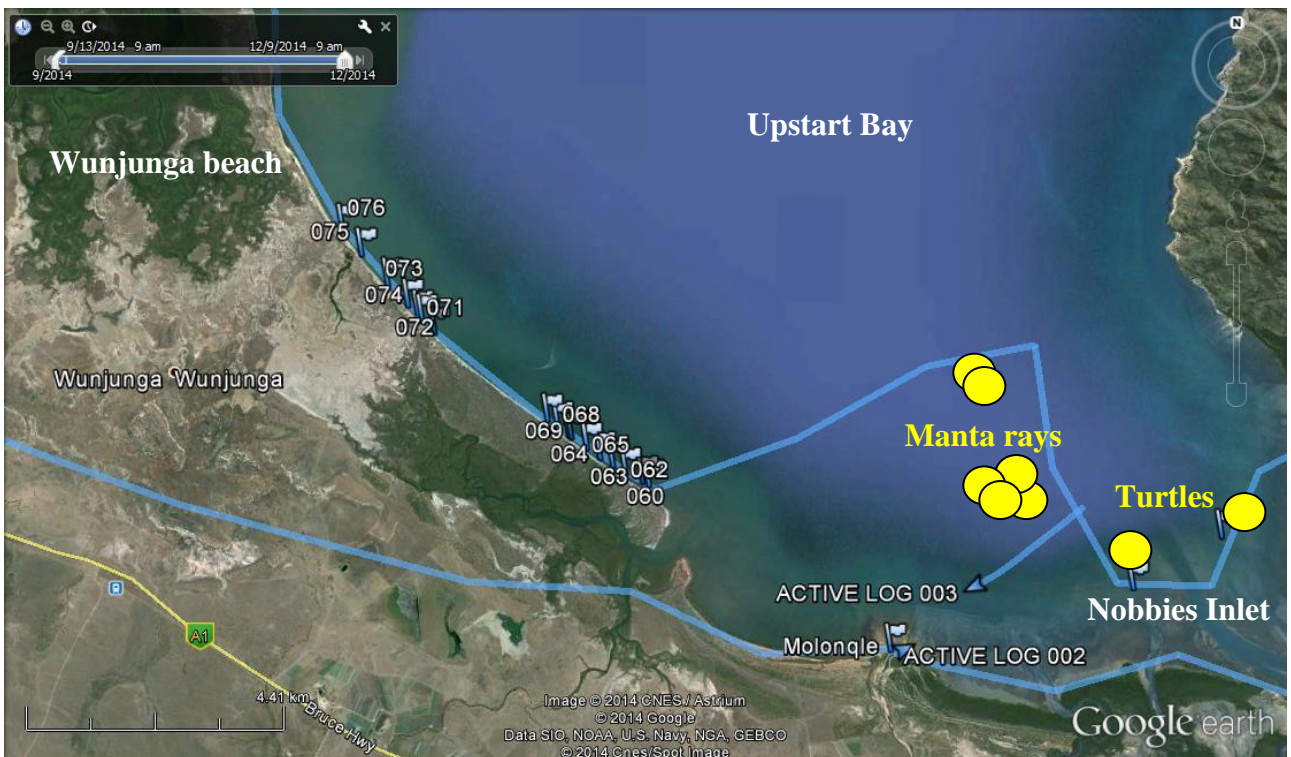 N
9/13/2014 9 am
12/9/2014 9 am
9/2014
12/2014
Upstart Bay
Wunjunga beach
076
075
073
074
071
072
Wunjunga Wunjunga
068
069
065
064
062
063
060
Manta rays
Turtles
ACTIVE LOG 003
Nobbies Inlet
A1
Molongle
ACTIVE LOG 002
4.41 km
Bruce Hwy
Image © 2014 CNES / Astrium
© 2014 Google
Data SIO, NOAA, U.S. Navy, NGA, GEBCO
© 2014 Cnes/Spot Image
Google earth